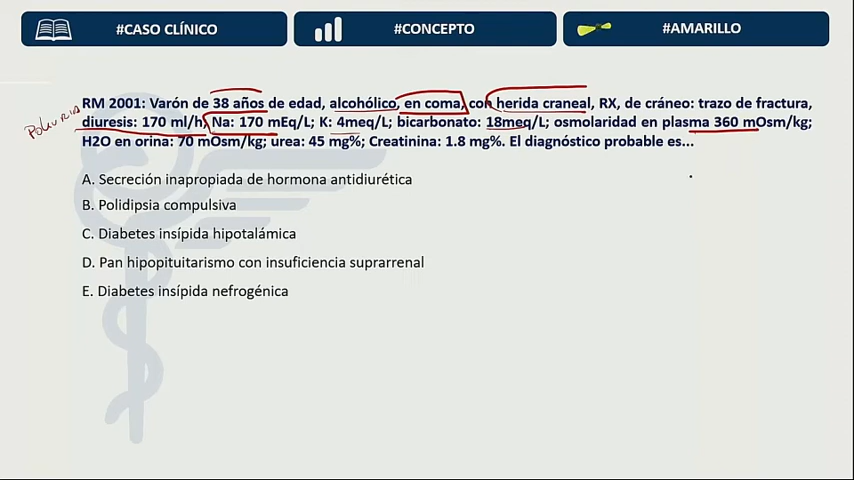 #CASO CLÍNICO
#CONCEPTO
#AMARILLO
POLIURIA
RM 2001: Varón de 38 años de edad, alcohólico, en coma, con herida craneal, RX, de cráneo: trazo de fractura,
diuresis: 170 ml/h, Na: 170 mEq/L; K: 4meq/L; bicarbonato: 18meq/L; osmolaridad en plasma 360 mOsm/kg;
H2O en orina: 70 mOsm/kg; urea: 45 mg%; Creatinina: 1.8 mg%. El diagnóstico probable es...
A. Secreción inapropiada de hormona antidiurética
B. Polidipsia compulsiva
C. Diabetes insípida hipotalámica
D. Pan hipopituitarismo con insuficiencia suprarrenal
E. Diabetes insípida nefrogénica